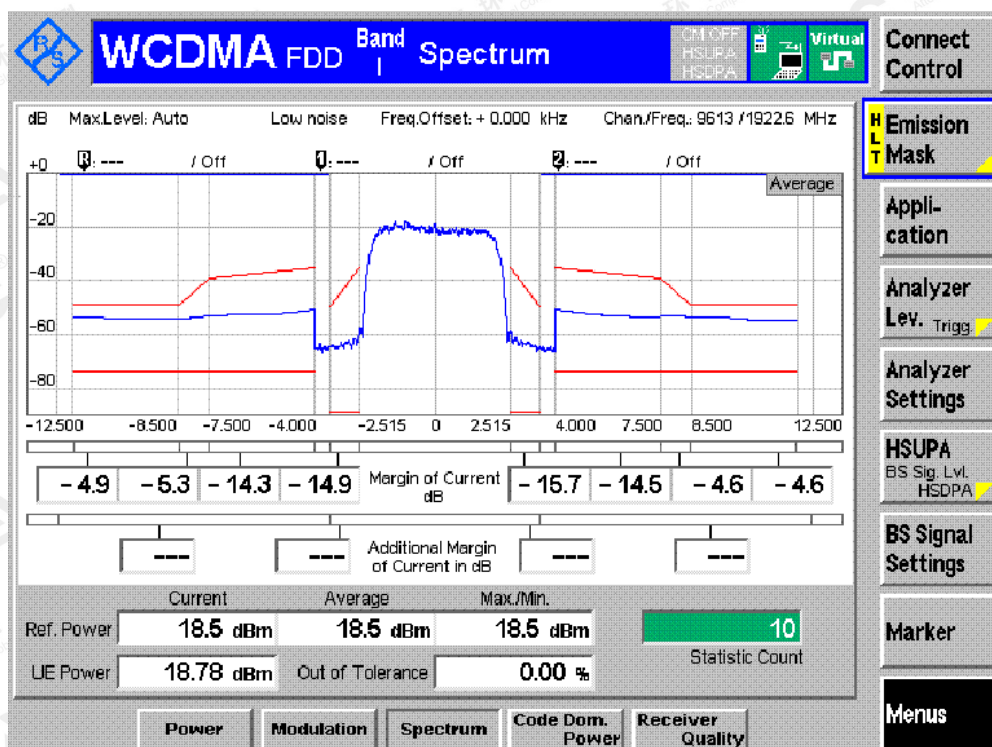 R&S
WCDMA FDD Band I Spectrum
Virtual
Connect Control
dB Max.Level: Auto Low noise Freq.Offset: + 0.000 kHz Chan./Freq.: 9613 /1922.6 MHz
R: --- / Off 1: --- / Off 2: --- / Off
Average
+0
-20
-40
-60
-80
-12.500 -8.500 -7.500 -4.000 -2.515 0 2.515 4.000 7.500 8.500 12.500
- 4.9 -5.3 - 14.3 - 14.9 Margin of Current dB - 15.7 - 14.5 - 4.6 - 4.6
--- --- Additional Margin of Current in dB --- ---
Current Average Max./Min.
Ref. Power 18.5 dBm 18.5 dBm 18.5 dBm 10
Statistic Count
UE Power 18.78 dBm Out of Tolerance 0.00 %
HLT
Emission Mask
Appli-
cation
Analyzer
Lev. Trigg.
Analyzer
Settings
HSUPA
BS Sig. Lvl.
HSDPA
BS Signal
Settings
Marker
Menus
Power Modulation Spectrum Code Dom. Power Receiver Quality